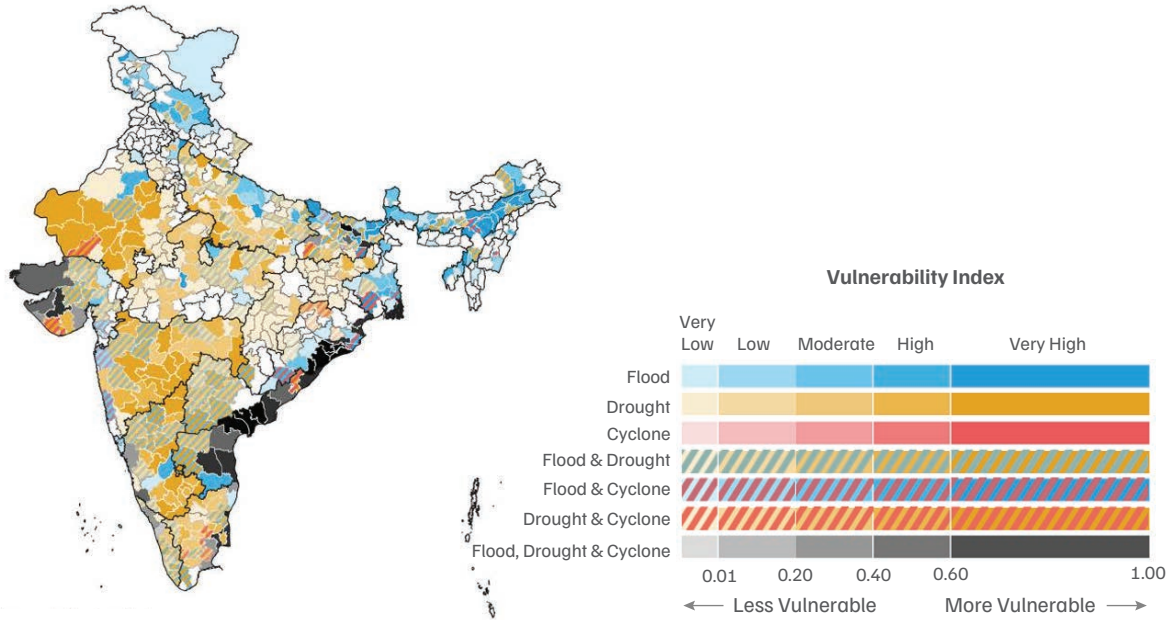 Vulnerability Index
Very
Low Low Moderate High Very High
Flood
Drought
Cyclone
Flood & Drought
Flood & Cyclone
Drought & Cyclone
Flood, Drought & Cyclone
0.01 0.20 0.40 0.60 1.00
← Less Vulnerable More Vulnerable →